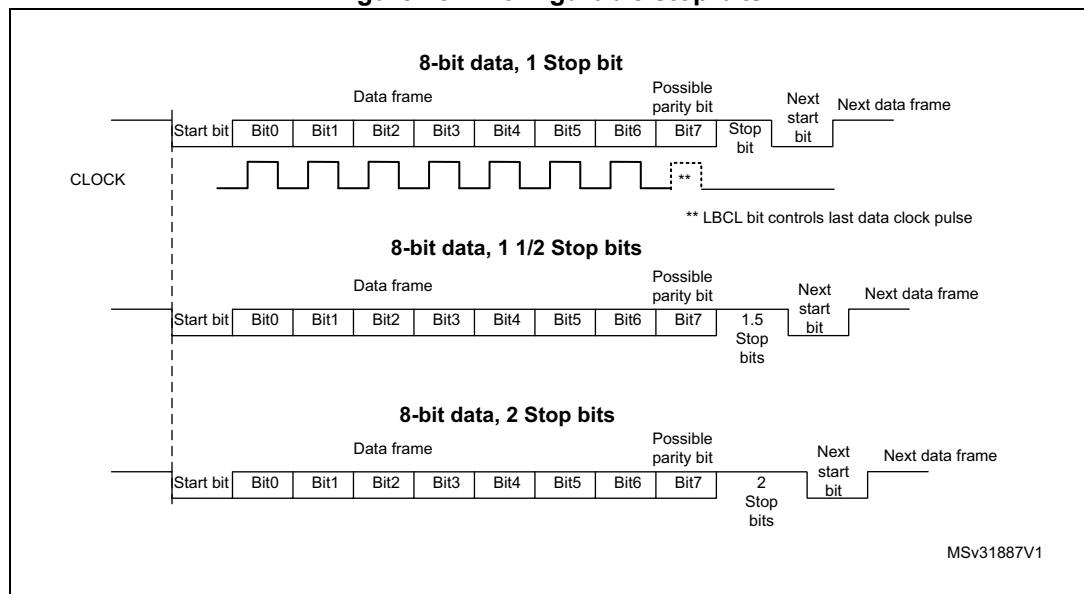 8-bit data, 1 Stop bit
Data frame
Possible
parity bit
Next
start
bit
Next data frame
Start bit Bit0 Bit1 Bit2 Bit3 Bit4 Bit5 Bit6 Bit7 Stop
bit
CLOCK
**
** LBCL bit controls last data clock pulse
8-bit data, 1 1/2 Stop bits
Data frame
Possible
parity bit
Next
start
bit
Next data frame
Start bit Bit0 Bit1 Bit2 Bit3 Bit4 Bit5 Bit6 Bit7 1.5
Stop
bits
8-bit data, 2 Stop bits
Data frame
Possible
parity bit
Next
start
bit
Next data frame
Start bit Bit0 Bit1 Bit2 Bit3 Bit4 Bit5 Bit6 Bit7 2
Stop
bits
MSv31887V1